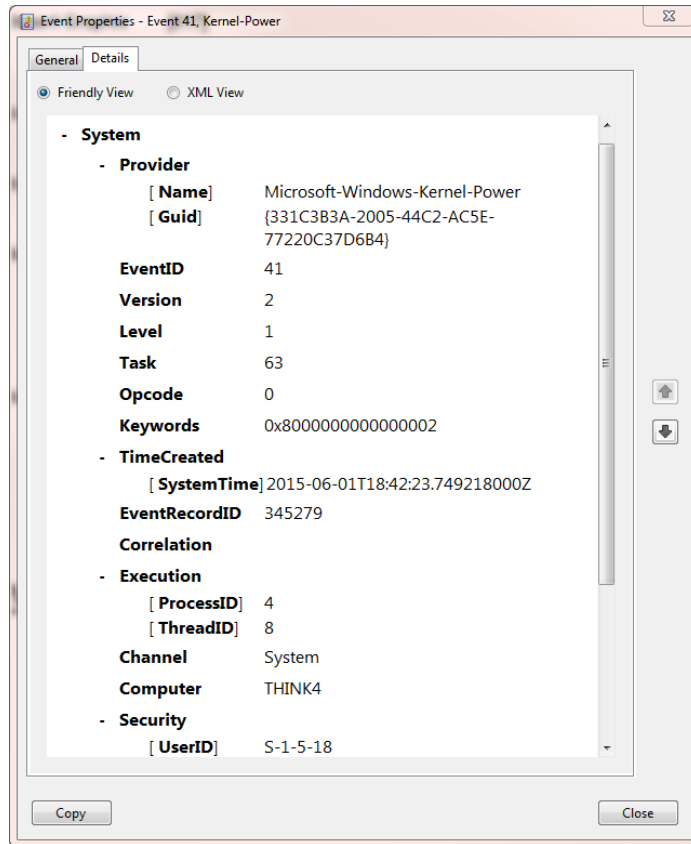 Event Properties - Event 41, Kernel-Power
General Details
Friendly View XML View
- System
- Provider
[ Name] Microsoft-Windows-Kernel-Power
[ Guid] {331C3B3A-2005-44C2-AC5E-
77220C37D6B4}
EventID 41
Version 2
Level 1
Task 63
Opcode 0
Keywords 0x8000000000000002
- TimeCreated
[ SystemTime] 2015-06-01T18:42:23.749218000Z
EventRecordID 345279
Correlation
- Execution
[ ProcessID] 4
[ ThreadID] 8
Channel System
Computer THINK4
- Security
[ UserID] S-1-5-18
Copy Close